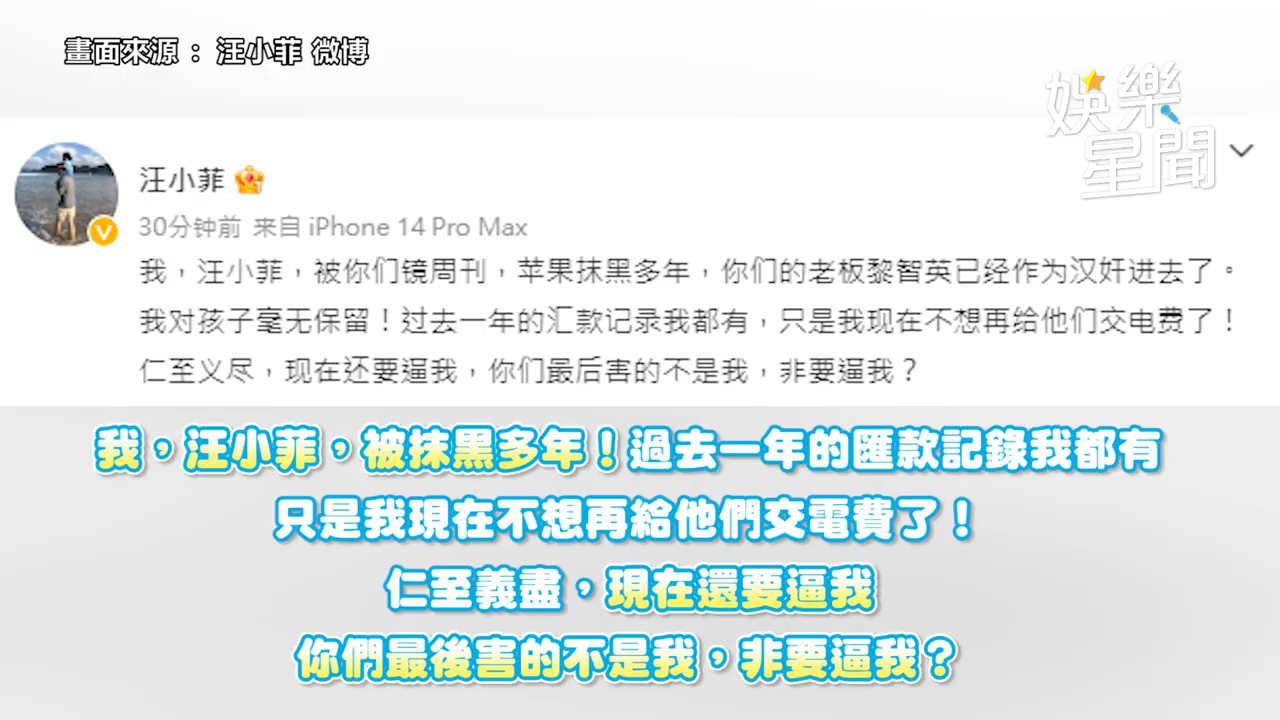 畫面來源：汪小菲 微博
娛樂
星聞
汪小菲
V
30分钟前 来自 iPhone 14 Pro Max
我，汪小菲，被你们镜周刊，苹果抹黑多年，你们的老板黎智英已经作为汉奸进去了。
我对孩子毫无保留！过去一年的汇款记录我都有，只是我现在不想再给他们交电费了！
仁至义尽，现在还要逼我，你们最后害的不是我，非要逼我？
我，汪小菲，被抹黑多年！過去一年的匯款記錄我都有
只是我現在不想再給他們交電費了！
仁至義盡，現在還要逼我
你們最後害的不是我，非要逼我？